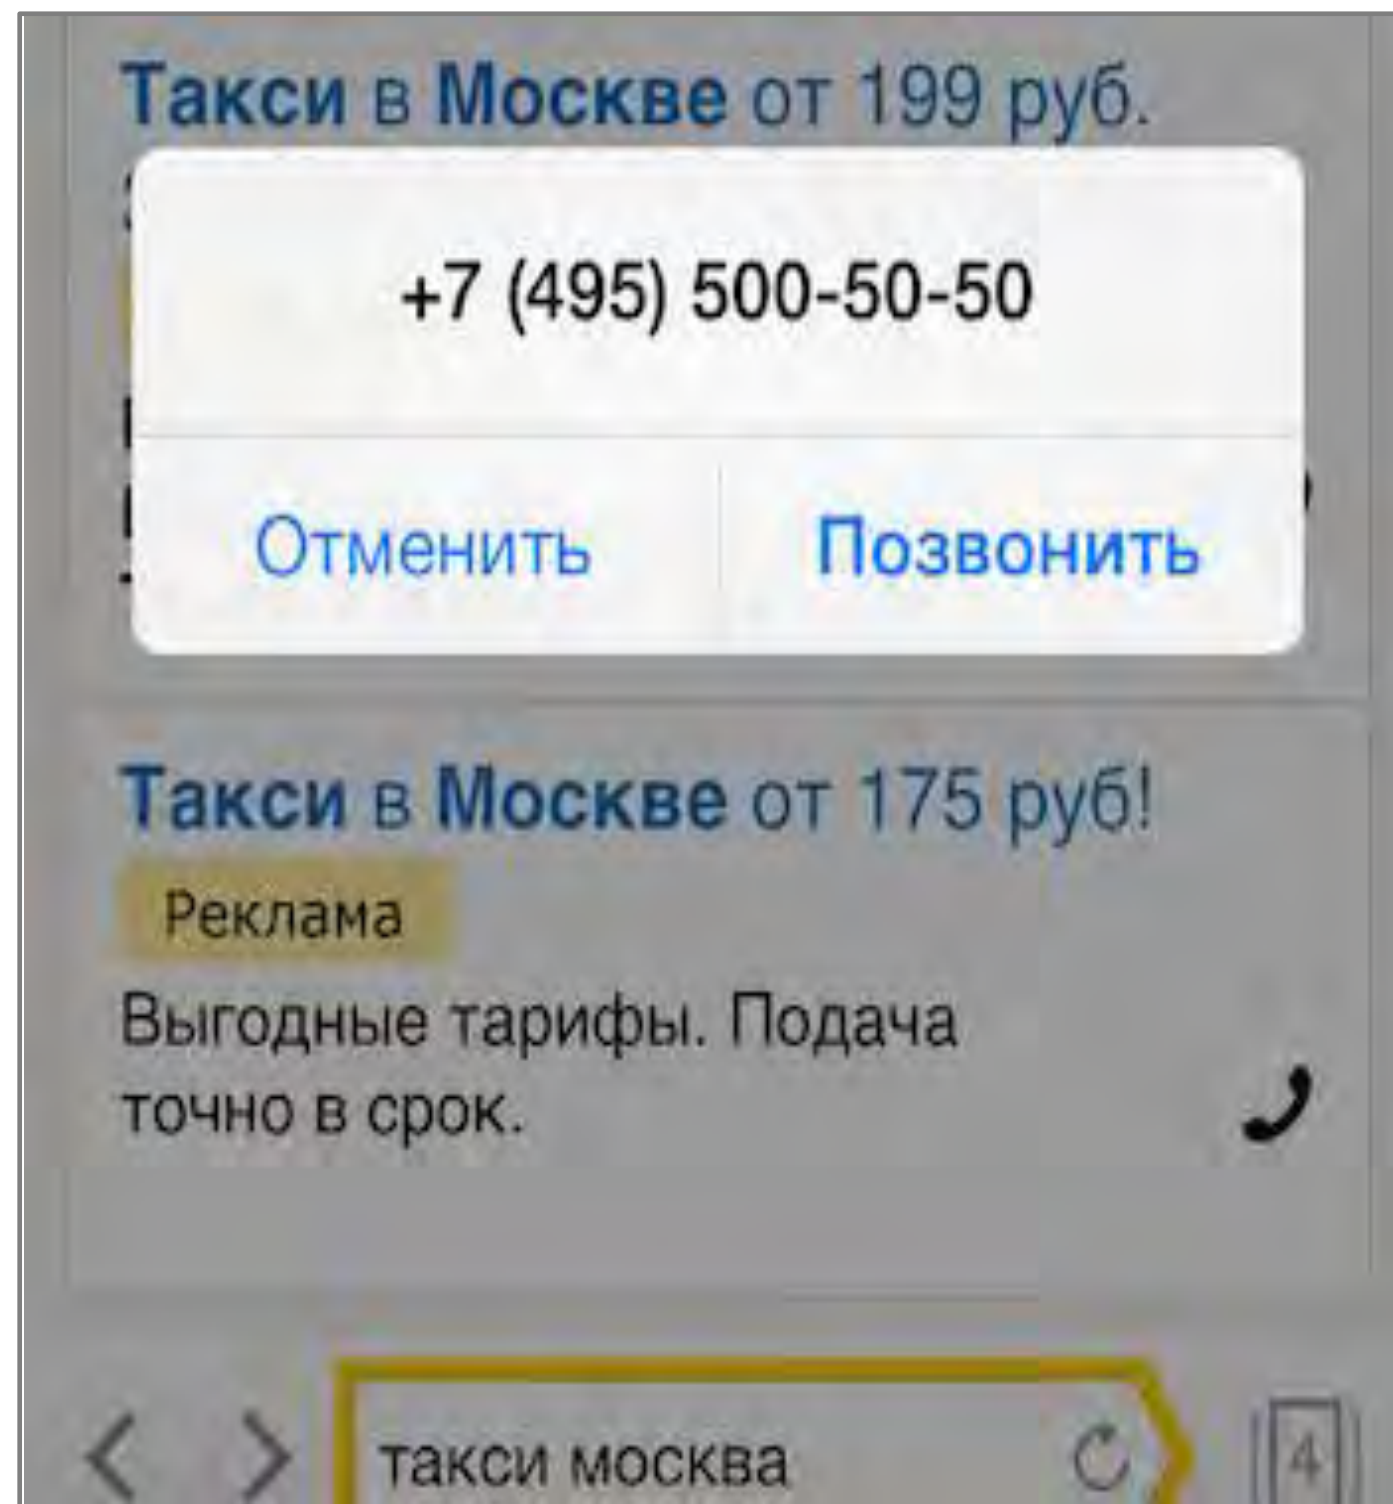 Такси в Москве от 199 руб.
+7 (495) 500-50-50
Отменить
Позвонить
Такси в Москве от 175 руб!
Реклама
Выгодные тарифы. Подача
точно в срок.
такси москва
4